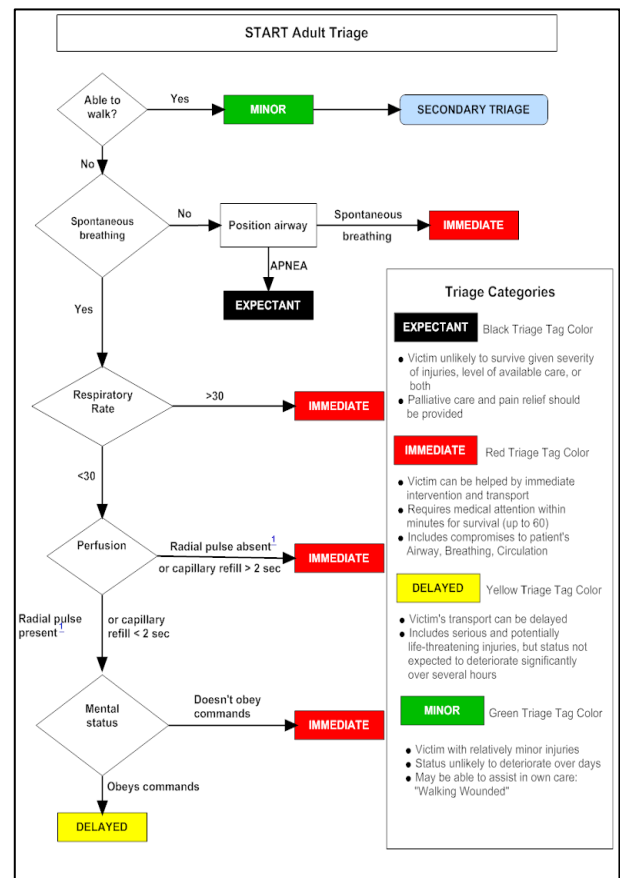 START Adult Triage
Able to
walk?
Yes
MINOR
SECONDARY TRIAGE
No
Spontaneous
breathing
No
Position airway
Spontaneous
breathing
IMMEDIATE
APNEA
EXPECTANT
Yes
Respiratory
Rate
>30
IMMEDIATE
<30
Perfusion
Radial pulse absent1
or capillary refill > 2 sec
IMMEDIATE
Radial pulse
present1
or capillary
refill < 2 sec
Mental
status
Doesn't obey
commands
IMMEDIATE
Obeys commands
DELAYED
Triage Categories
EXPECTANT Black Triage Tag Color
• Victim unlikely to survive given severity
of injuries, level of available care, or
both
• Palliative care and pain relief should
be provided
IMMEDIATE Red Triage Tag Color
• Victim can be helped by immediate
intervention and transport
• Requires medical attention within
minutes for survival (up to 60)
• Includes compromises to patient's
Airway, Breathing, Circulation
DELAYED Yellow Triage Tag Color
• Victim's transport can be delayed
• Includes serious and potentially
life-threatening injuries, but status not
expected to deteriorate significantly
over several hours
MINOR Green Triage Tag Color
• Victim with relatively minor injuries
• Status unlikely to deteriorate over days
• May be able to assist in own care:
"Walking Wounded"